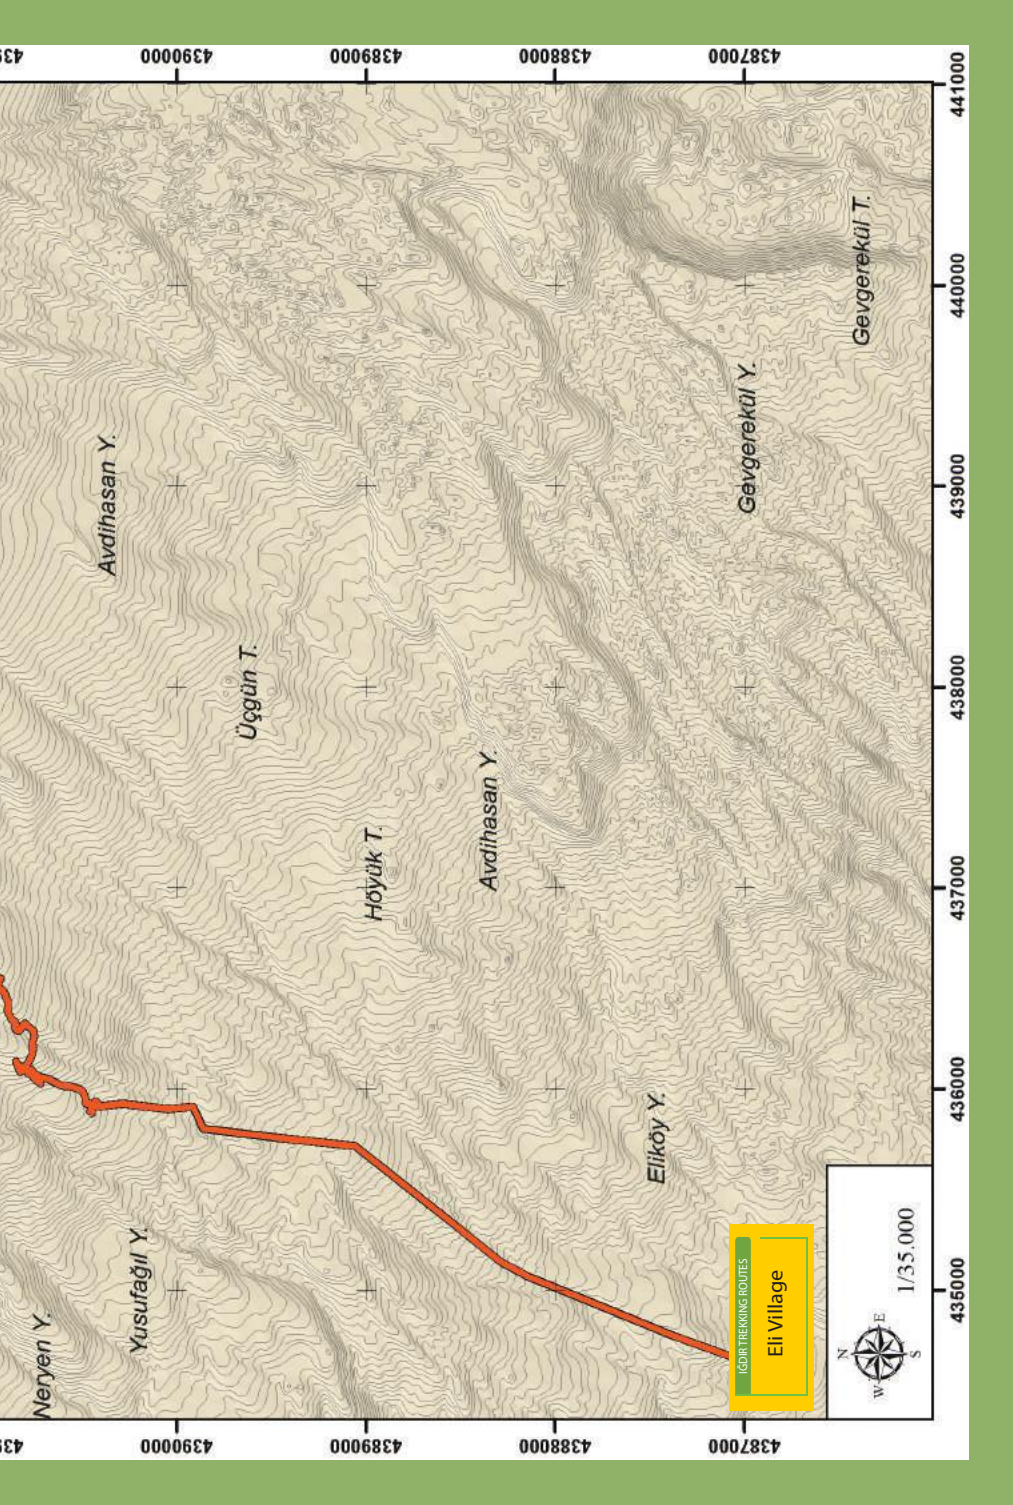 4390000
4389000
4388000
4387000
441000
440000
439000
438000
437000
436000
435000
Gevgerekül T.
Gevgerekül Y.
Avdihasan Y.
Üçgün T.
Avdihasan Y.
Höyük T.
Eliköy Y.
Yusufağıl Y.
Neryen Y.
IĞDIR TREKKING ROUTES
Eli Village
N
E
S
W
1/35.000
4390000
4389000
4388000
4387000